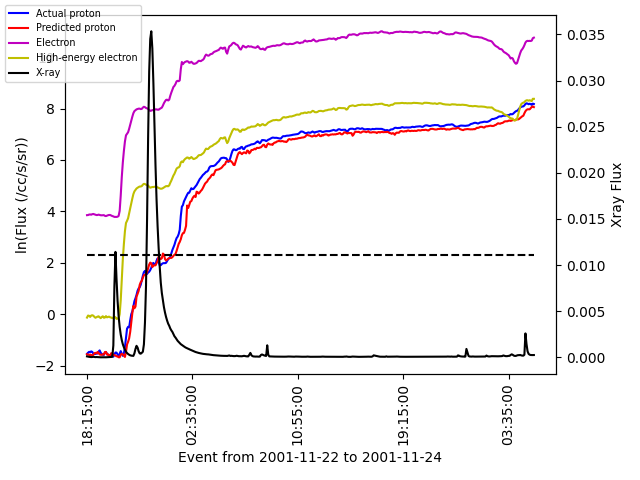 Actual proton
Predicted proton
Electron
High-energy electron
X-ray
8
6
4
2
0
−2
ln(Flux (/cc/s/sr))
0.035
0.030
0.025
0.020
0.015
0.010
0.005
0.000
Xray Flux
18:15:00
02:35:00
10:55:00
19:15:00
03:35:00
Event from 2001-11-22 to 2001-11-24